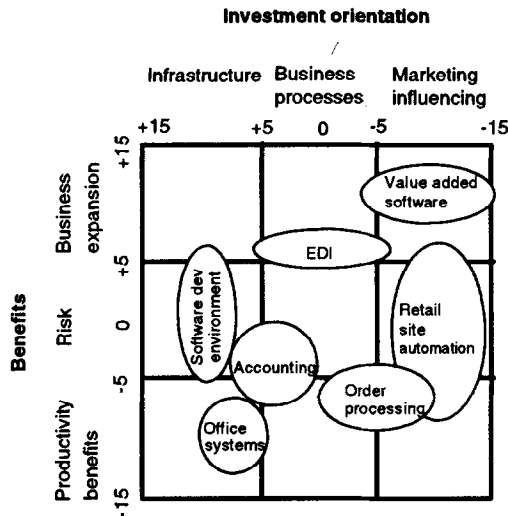 Investment orientation
Infrastructure Business Marketing
processes influencing
+15 +5 0 -5 -15
+15
Business
expansion
+5
Benefits
Risk
0
-5
Productivity
benefits
-15
Value added
software
EDI
Software dev
environment
Retail
site
automation
Accounting
Order
processing
Office
systems